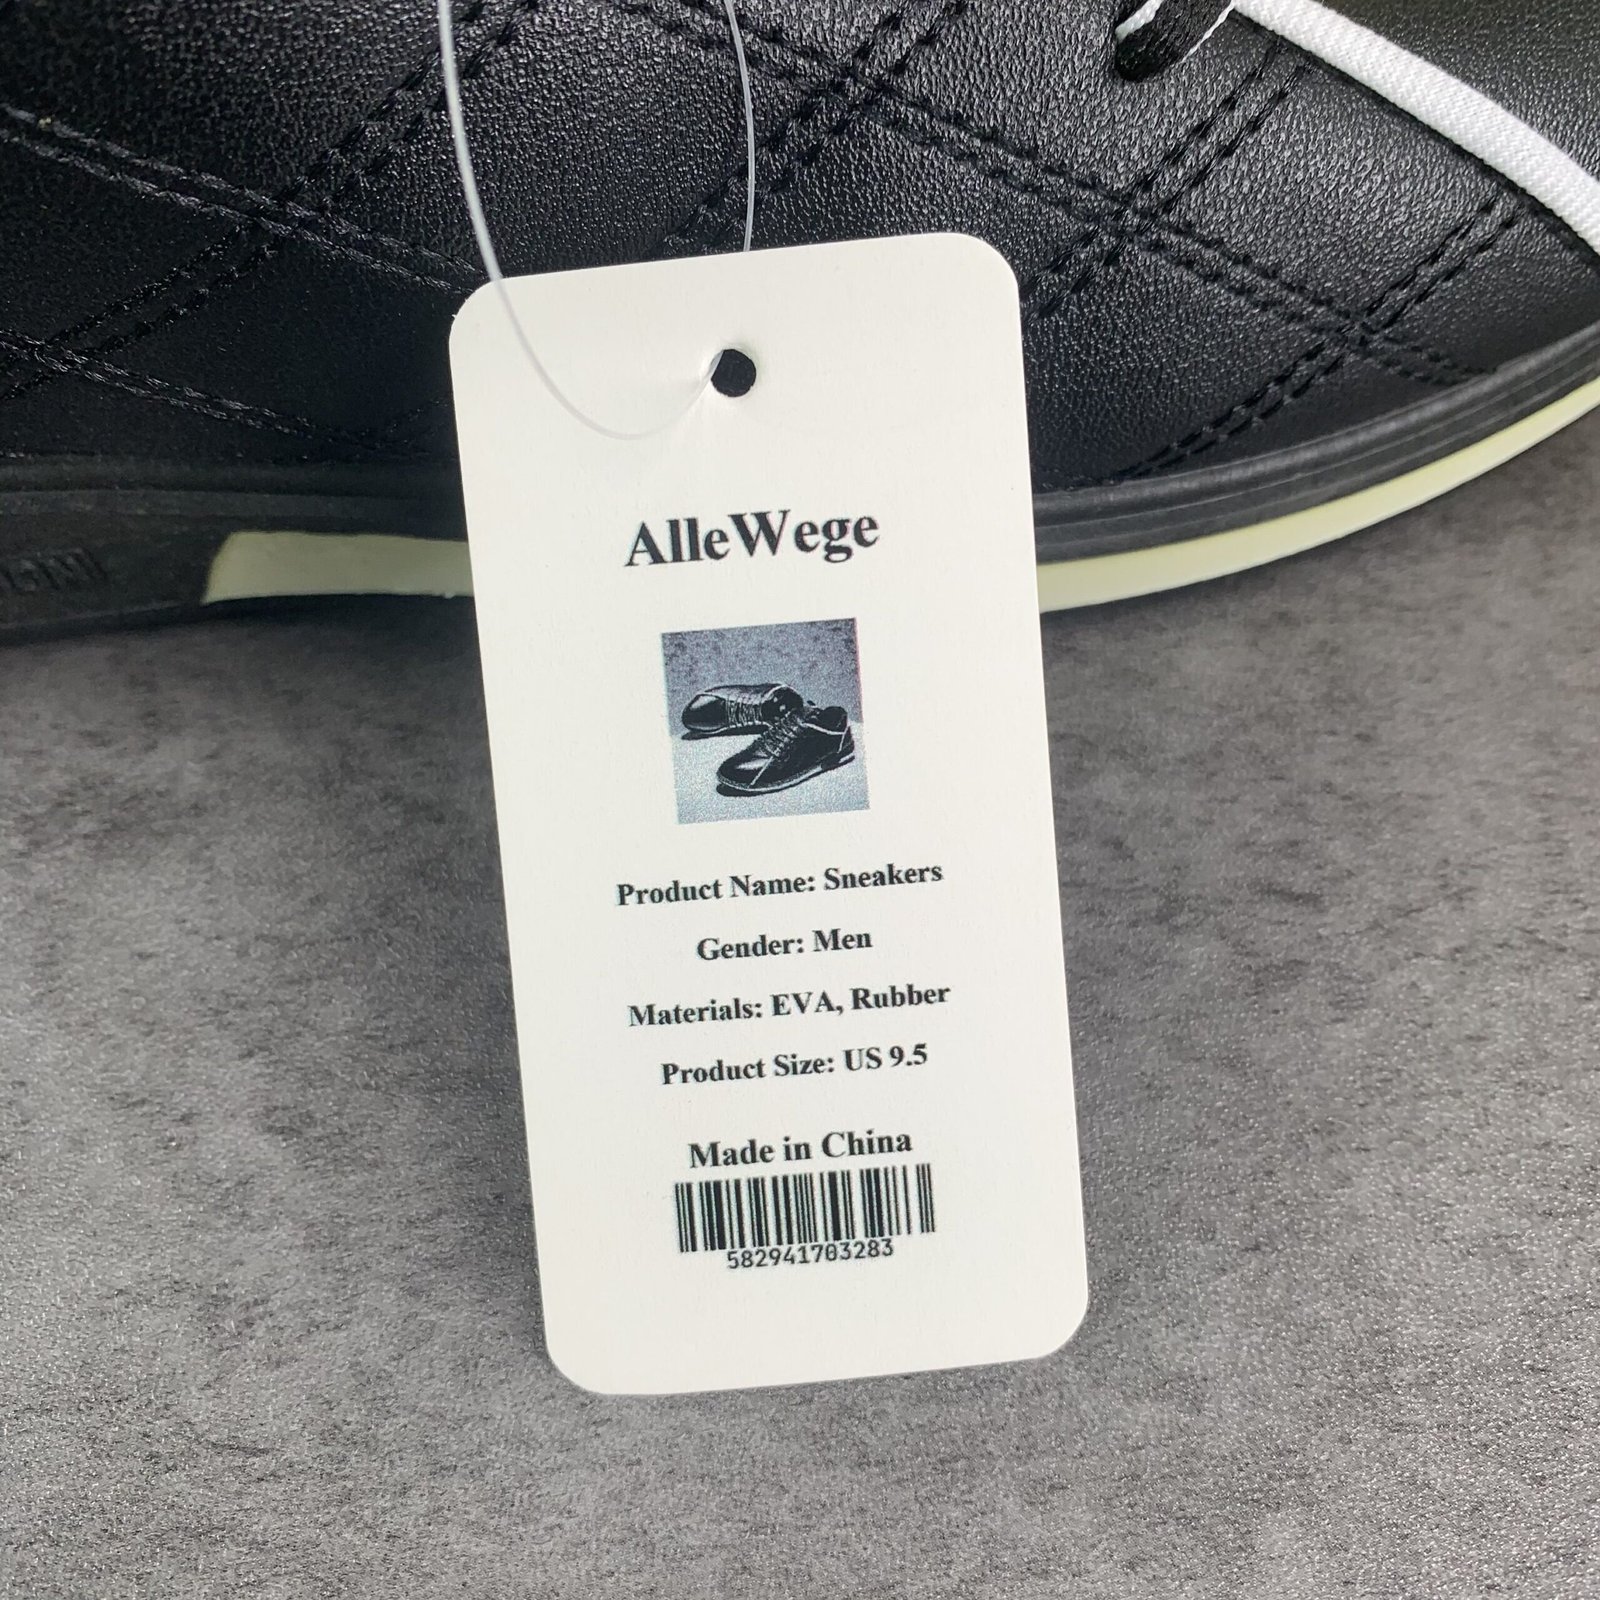 AlleWege
Product Name: Sneakers
Gender: Men
Materials: EVA, Rubber
Product Size: US 9.5
Made in China
582941703283